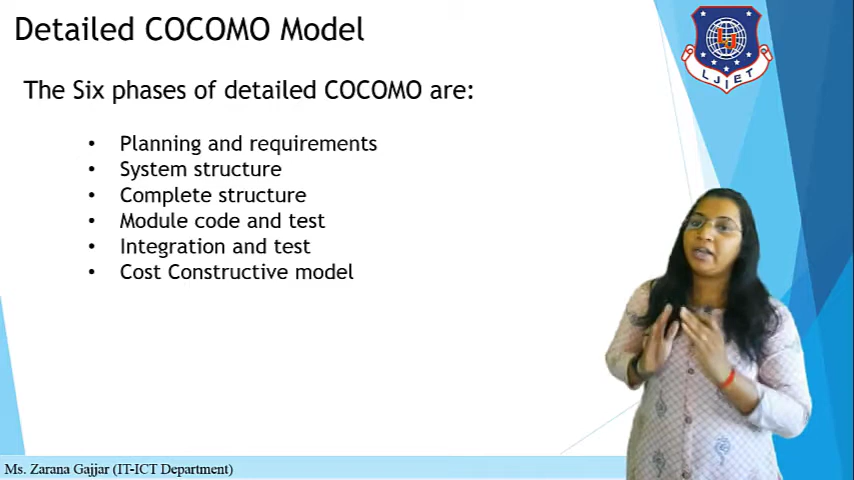 Detailed COCOMO Model
The Six phases of detailed COCOMO are:
• Planning and requirements
• System structure
• Complete structure
• Module code and test
• Integration and test
• Cost Constructive model
LJIET
Ms. Zarana Gajjar (IT-ICT Department)